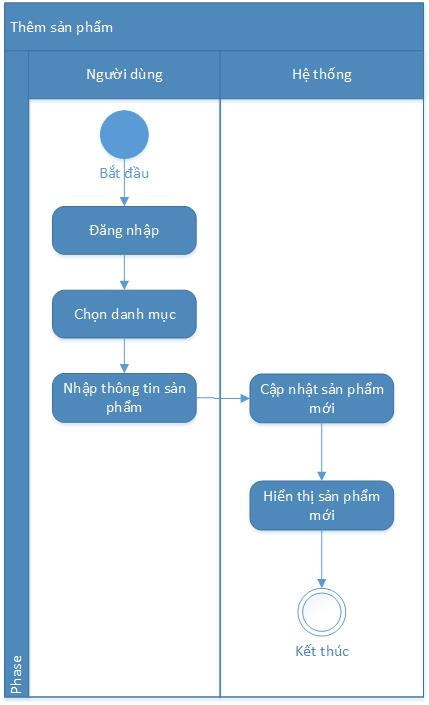 Thêm sản phẩm
Người dùng
Hệ thống
Bắt đầu
Đăng nhập
Chọn danh mục
Nhập thông tin sản
phẩm
Cập nhật sản phẩm
mới
Hiển thị sản phẩm
mới
Kết thúc
Phase